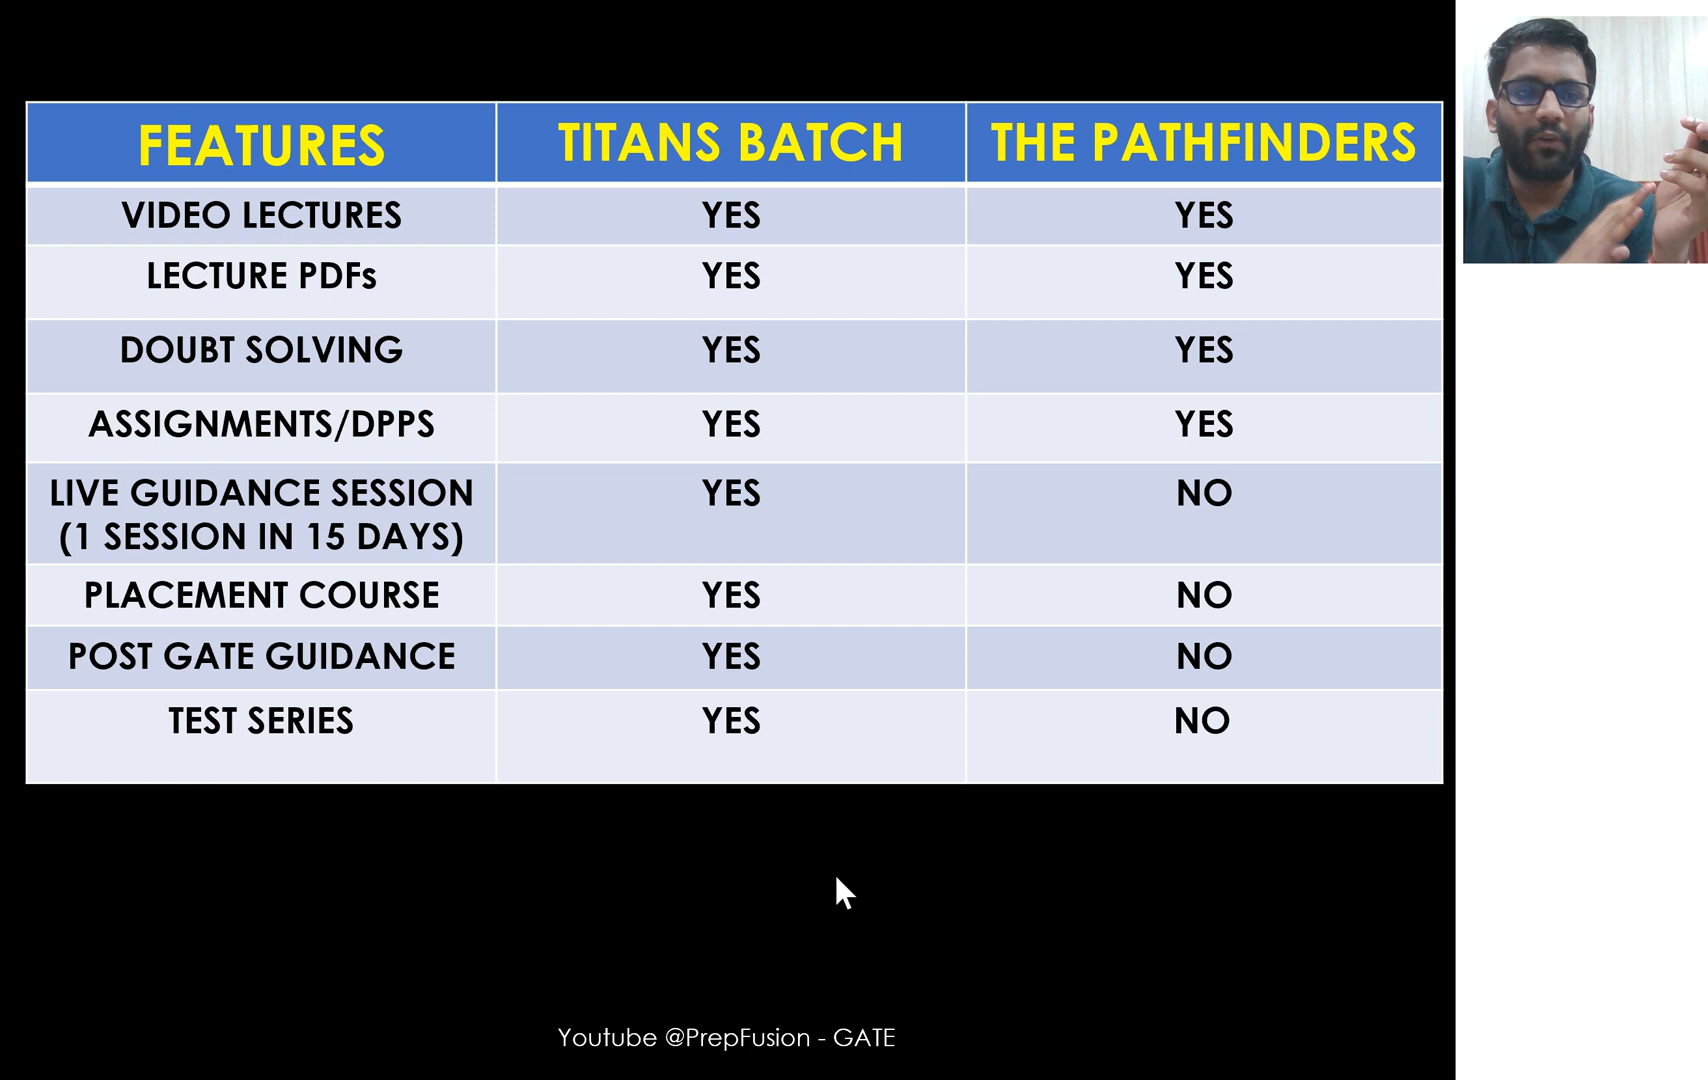 FEATURES TITANS BATCH THE PATHFINDERS
VIDEO LECTURES YES YES
LECTURE PDFs YES YES
DOUBT SOLVING YES YES
ASSIGNMENTS/DPPS YES YES
LIVE GUIDANCE SESSION YES NO
(1 SESSION IN 15 DAYS)
PLACEMENT COURSE YES NO
POST GATE GUIDANCE YES NO
TEST SERIES YES NO
Youtube @PrepFusion - GATE